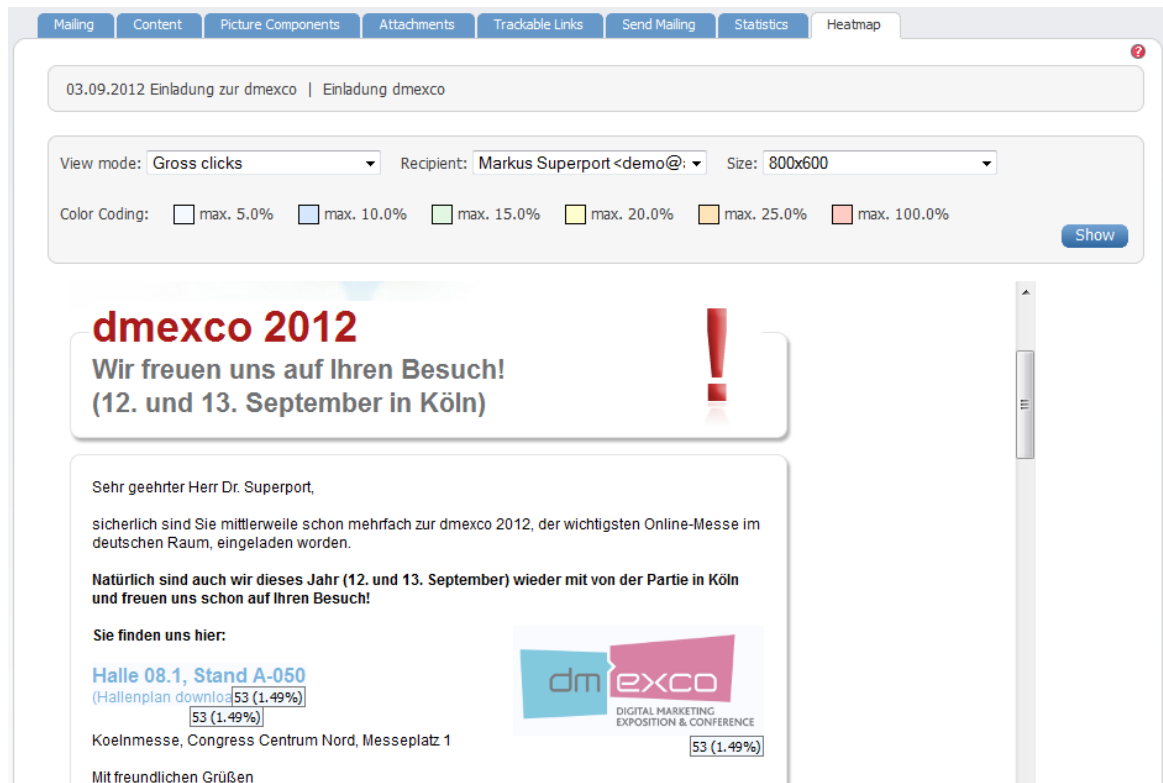 Mailing Content Picture Components Attachments Trackable Links Send Mailing Statistics Heatmap
?
03.09.2012 Einladung zur dmexco | Einladung dmexco
View mode: Gross clicks Recipient: Markus Superport <demo@ Size: 800x600
Color Coding: max. 5.0% max. 10.0% max. 15.0% max. 20.0% max. 25.0% max. 100.0%
Show
dmexco 2012
Wir freuen uns auf Ihren Besuch!
(12. und 13. September in Köln)
!
Sehr geehrter Herr Dr. Superport,
sicherlich sind Sie mittlerweile schon mehrfach zur dmexco 2012, der wichtigsten Online-Messe im
deutschen Raum, eingeladen worden.
Natürlich sind auch wir dieses Jahr (12. und 13. September) wieder mit von der Partie in Köln
und freuen uns schon auf Ihren Besuch!
Sie finden uns hier:
Halle 08.1, Stand A-050
(Hallenplan downloa 53 (1.49%)
53 (1.49%)
dmexco
DIGITAL MARKETING
EXPOSITION & CONFERENCE
53 (1.49%)
Koelnmesse, Congress Centrum Nord, Messeplatz 1
Mit freundlichen Grüßen